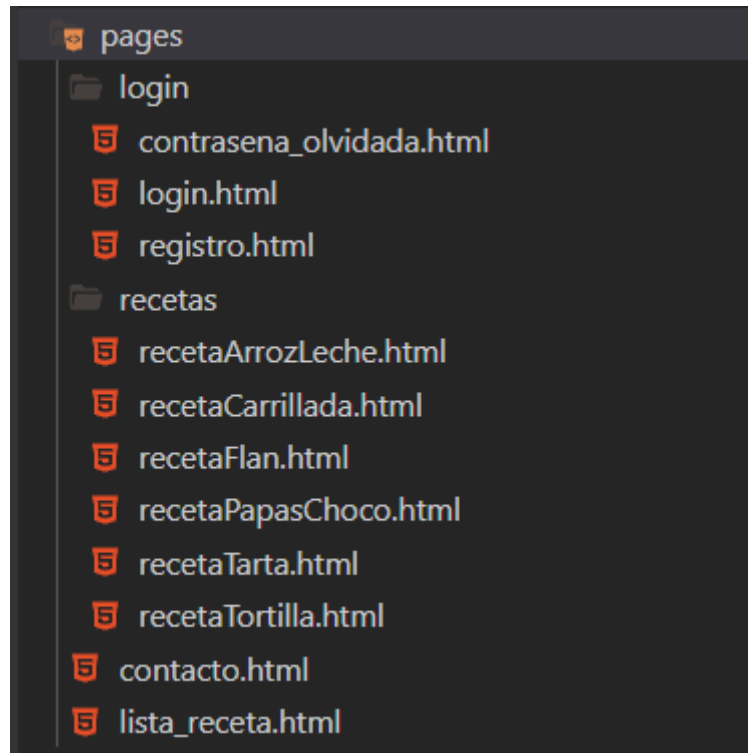 pages
login
contrasena_olvidada.html
login.html
registro.html
recetas
recetaArrozLeche.html
recetaCarrillada.html
recetaFlan.html
recetaPapasChoco.html
recetaTarta.html
recetaTortilla.html
contacto.html
lista_receta.html